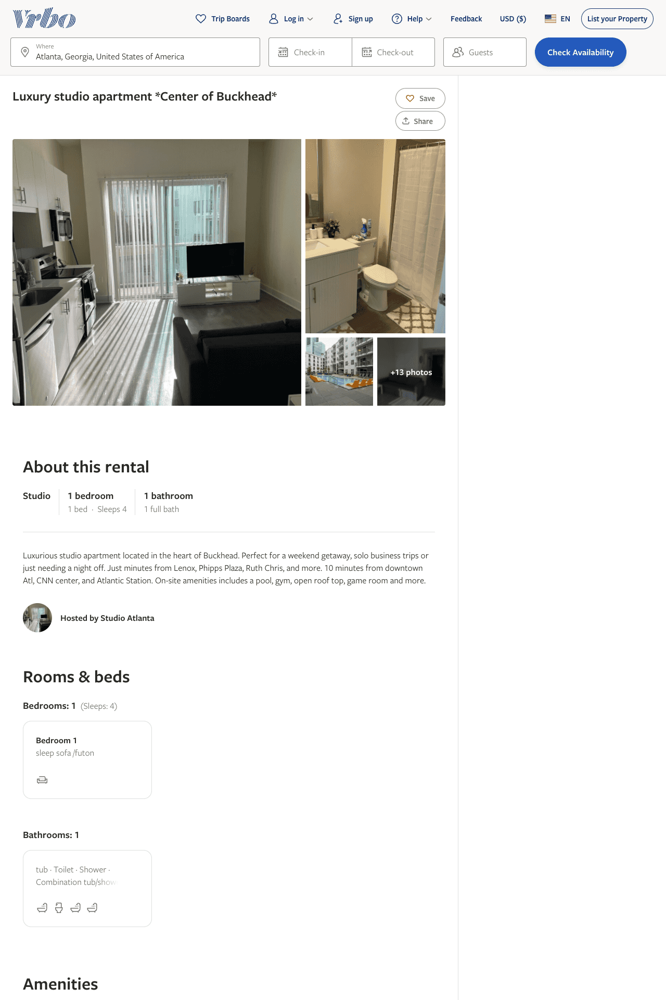 Vrbo
Trip Boards
Log in
Sign up
Help
Feedback
USD ($)
EN
List your Property
Where
Atlanta, Georgia, United States of America
Check-in
Check-out
Guests
Check Availability
Luxury studio apartment *Center of Buckhead*
Save
Share
+13 photos
About this rental
Studio
1 bedroom
1 bed · Sleeps 4
1 bathroom
1 full bath
Luxurious studio apartment located in the heart of Buckhead. Perfect for a weekend getaway, solo business trips or
just needing a night off. Just minutes from Lenox, Phipps Plaza, Ruth Chris, and more. 10 minutes from downtown
Atl, CNN center, and Atlantic Station. On-site amenities includes a pool, gym, open roof top, game room and more.
Hosted by Studio Atlanta
Rooms & beds
Bedrooms: 1 (Sleeps: 4)
Bedroom 1
sleep sofa /futon
Bathrooms: 1
tub · Toilet · Shower ·
Combination tub/show
Amenities